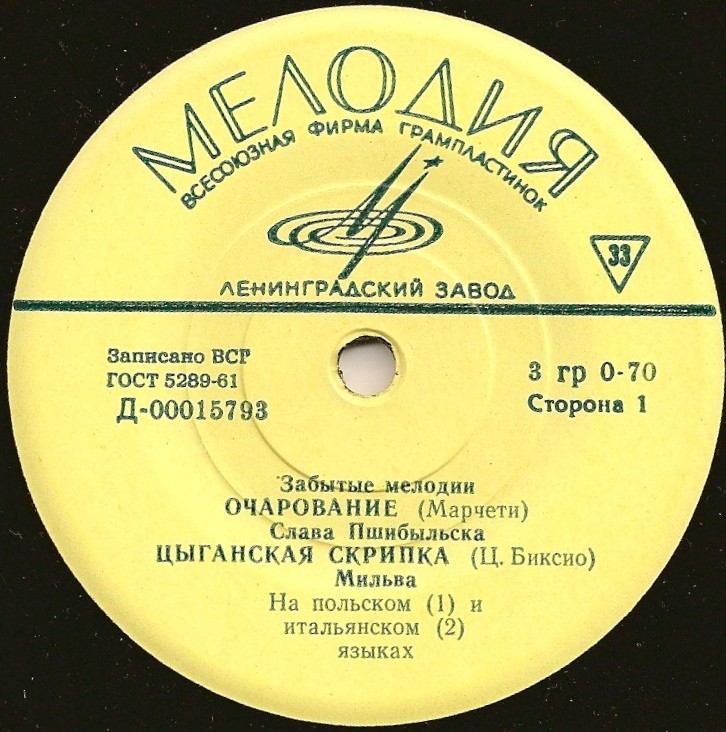 МЕЛОДИЯ
ВСЕСОЮЗНАЯ ФИРМА ГРАМПЛАСТИНОК
33
ЛЕНИНГРАДСКИЙ ЗАВОД
Записано ВСГ
ГОСТ 5289-61
Д-00015793
3 гр 0-70
Сторона 1
Забытые мелодии
ОЧАРОВАНИЕ (Марчети)
Слава Пшибыльска
ЦЫГАНСКАЯ СКРИПКА (Ц. Биксио)
Мильва
На польском (1) и
итальянском (2)
языках